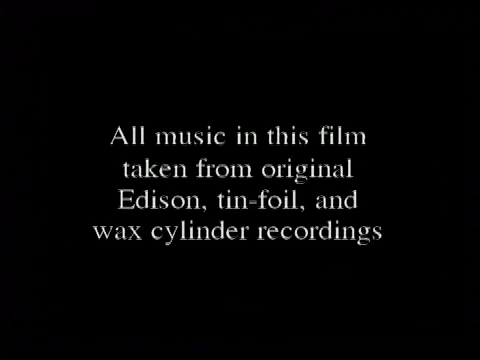 All music in this film
taken from original
Edison, tin-foil, and
wax cylinder recordings